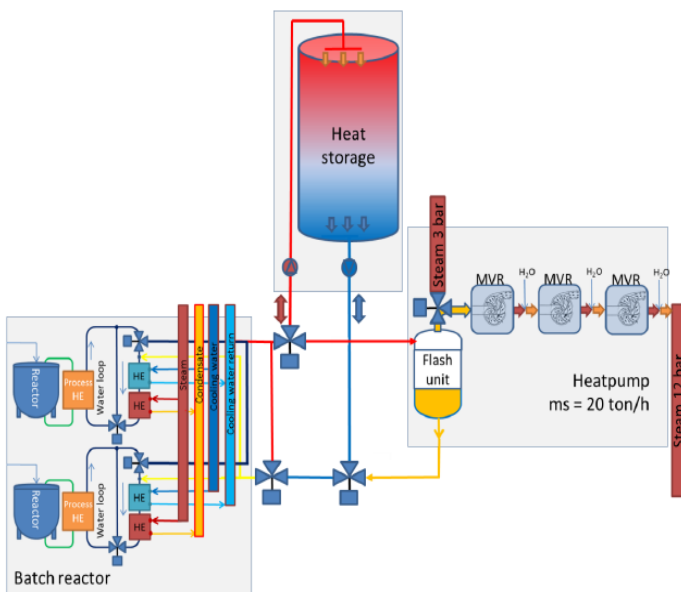 Heat
storage
Steam 3 bar
MVR
H₂O
MVR
H₂O
MVR
H₂O
Flash
unit
Heatpump
ms = 20 ton/h
Steam 12 bar
Steam
Condensate
Cooling water
Cooling water return
Reactor
Process
HE
Water loop
HE
HE
Reactor
Process
HE
Water loop
HE
HE
Batch reactor